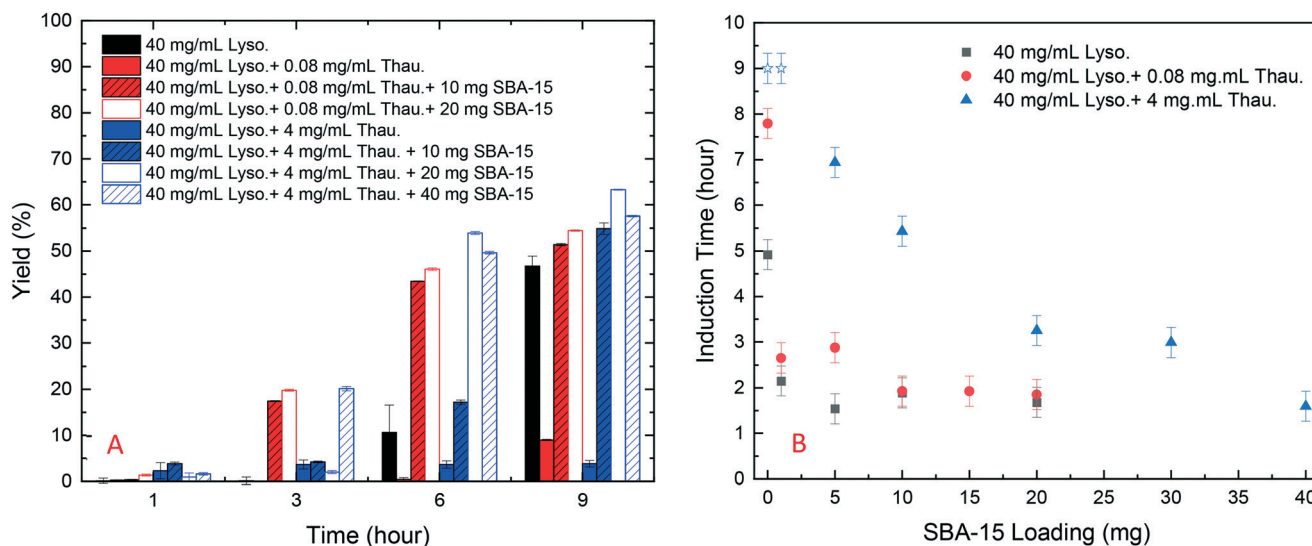 100
90
80
70
60
50
40
30
20
10
0
Yield (%)
40 mg/mL Lyso.
40 mg/mL Lyso.+ 0.08 mg/mL Thau.
40 mg/mL Lyso.+ 0.08 mg/mL Thau.+ 10 mg SBA-15
40 mg/mL Lyso.+ 0.08 mg/mL Thau.+ 20 mg SBA-15
40 mg/mL Lyso.+ 4 mg/mL Thau.
40 mg/mL Lyso.+ 4 mg/mL Thau. + 10 mg SBA-15
40 mg/mL Lyso.+ 4 mg/mL Thau. + 20 mg SBA-15
40 mg/mL Lyso.+ 4 mg/mL Thau. + 40 mg SBA-15
A
1 3 6 9
Time (hour)
10
9
8
7
6
5
4
3
2
1
0
Induction Time (hour)
40 mg/mL Lyso.
40 mg/mL Lyso.+ 0.08 mg.mL Thau.
40 mg/mL Lyso.+ 4 mg.mL Thau.
B
0 5 10 15 20 25 30 35 40
SBA-15 Loading (mg)